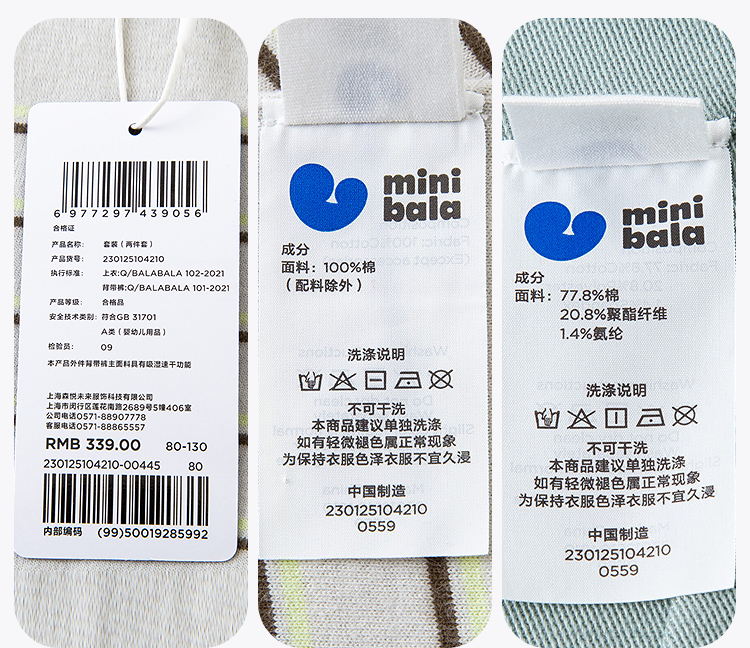 6 977297 439056
合格证
产品名称: 套装（两件套）
产品货号: 230125104210
执行标准: 上衣:Q/BALABALA 102-2021
背带裤:Q/BALABALA 101-2021
产品等级: 合格品
安全技术类别: 符合GB 31701
A类（婴幼儿用品）
检验员: 09
本产品外件背带裤主面料具有吸湿速干功能
上海森悦未来服饰科技有限公司
上海市闵行区莲花南路2689号5幢406室
公司电话0571-88907778
客服电话0571-88865557
RMB 339.00 80-130
230125104210-00445 80
内部编码 (99)50019285992
mini
bala
成分
面料: 100%棉
（配料除外）
洗涤说明
不可干洗
本商品建议单独洗涤
如有轻微褪色属正常现象
为保持衣服色泽衣服不宜久浸
中国制造
230125104210
0559
mini
bala
成分
面料: 77.8%棉
20.8%聚酯纤维
1.4%氨纶
洗涤说明
不可干洗
本商品建议单独洗涤
如有轻微褪色属正常现象
为保持衣服色泽衣服不宜久浸
中国制造
230125104210
0559